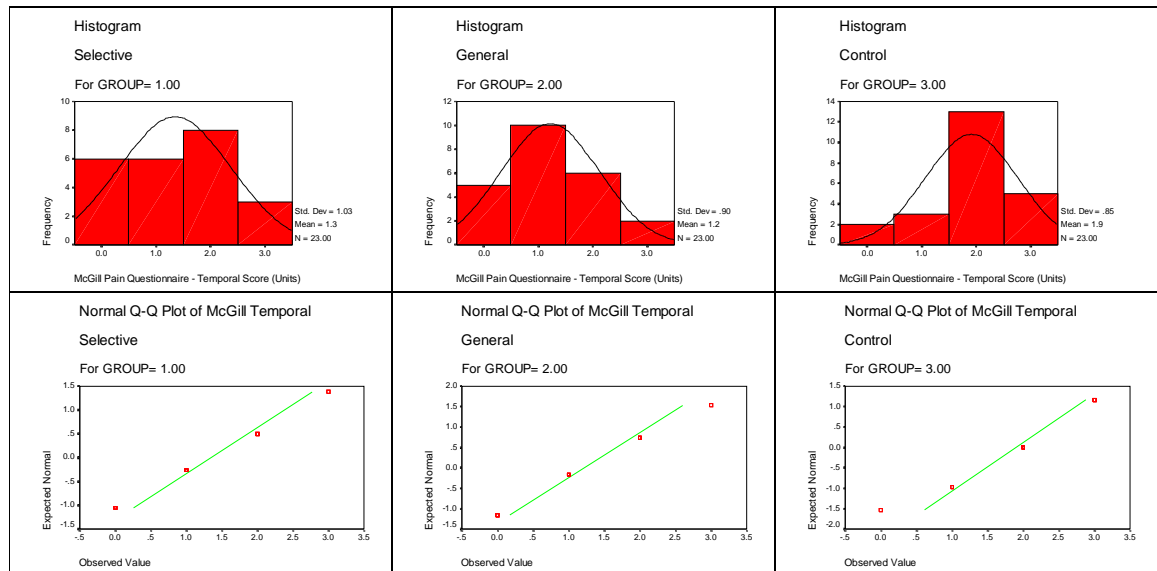 Histogram
Selective
For GROUP= 1.00
10
8
6
4
2
0
Frequency
0.0 1.0 2.0 3.0
Std. Dev = 1.03
Mean = 1.3
N = 23.00
McGill Pain Questionnaire - Temporal Score (Units)
Histogram
General
For GROUP= 2.00
12
10
8
6
4
2
0
Frequency
0.0 1.0 2.0 3.0
Std. Dev = .90
Mean = 1.2
N = 23.00
McGill Pain Questionnaire - Temporal Score (Units)
Histogram
Control
For GROUP= 3.00
14
12
10
8
6
4
2
0
Frequency
0.0 1.0 2.0 3.0
Std. Dev = .85
Mean = 1.9
N = 23.00
McGill Pain Questionnaire - Temporal Score (Units)
Normal Q-Q Plot of McGill Temporal
Selective
For GROUP= 1.00
1.5
1.0
.5
0.0
-.5
-1.0
-1.5
Expected Normal
-.5 0.0 .5 1.0 1.5 2.0 2.5 3.0 3.5
Observed Value
Normal Q-Q Plot of McGill Temporal
General
For GROUP= 2.00
2.0
1.5
1.0
.5
0.0
-.5
-1.0
-1.5
Expected Normal
-.5 0.0 .5 1.0 1.5 2.0 2.5 3.0 3.5
Observed Value
Normal Q-Q Plot of McGill Temporal
Control
For GROUP= 3.00
1.5
1.0
.5
0.0
-.5
-1.0
-1.5
-2.0
Expected Normal
-.5 0.0 .5 1.0 1.5 2.0 2.5 3.0 3.5
Observed Value